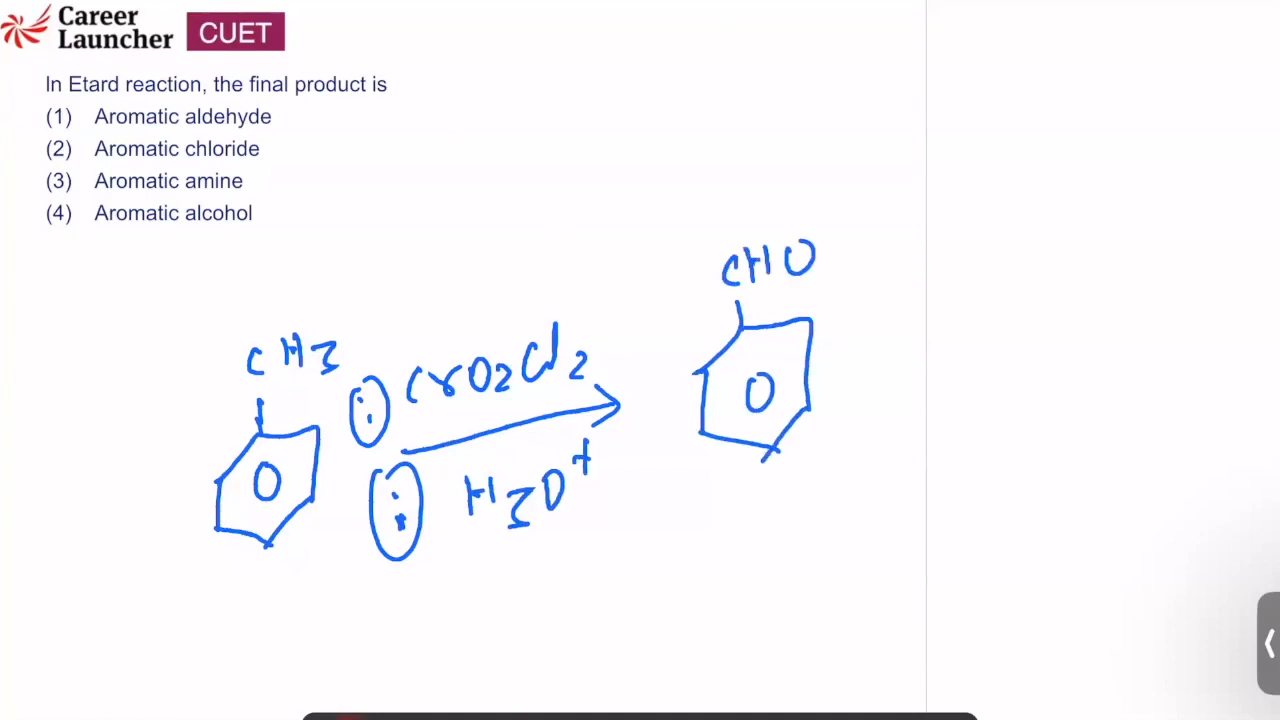 Career
Launcher
CUET
In Etard reaction, the final product is
(1) Aromatic aldehyde
(2) Aromatic chloride
(3) Aromatic amine
(4) Aromatic alcohol
CHO
CH3
(i) CrO2Cl2
(ii) H3O+